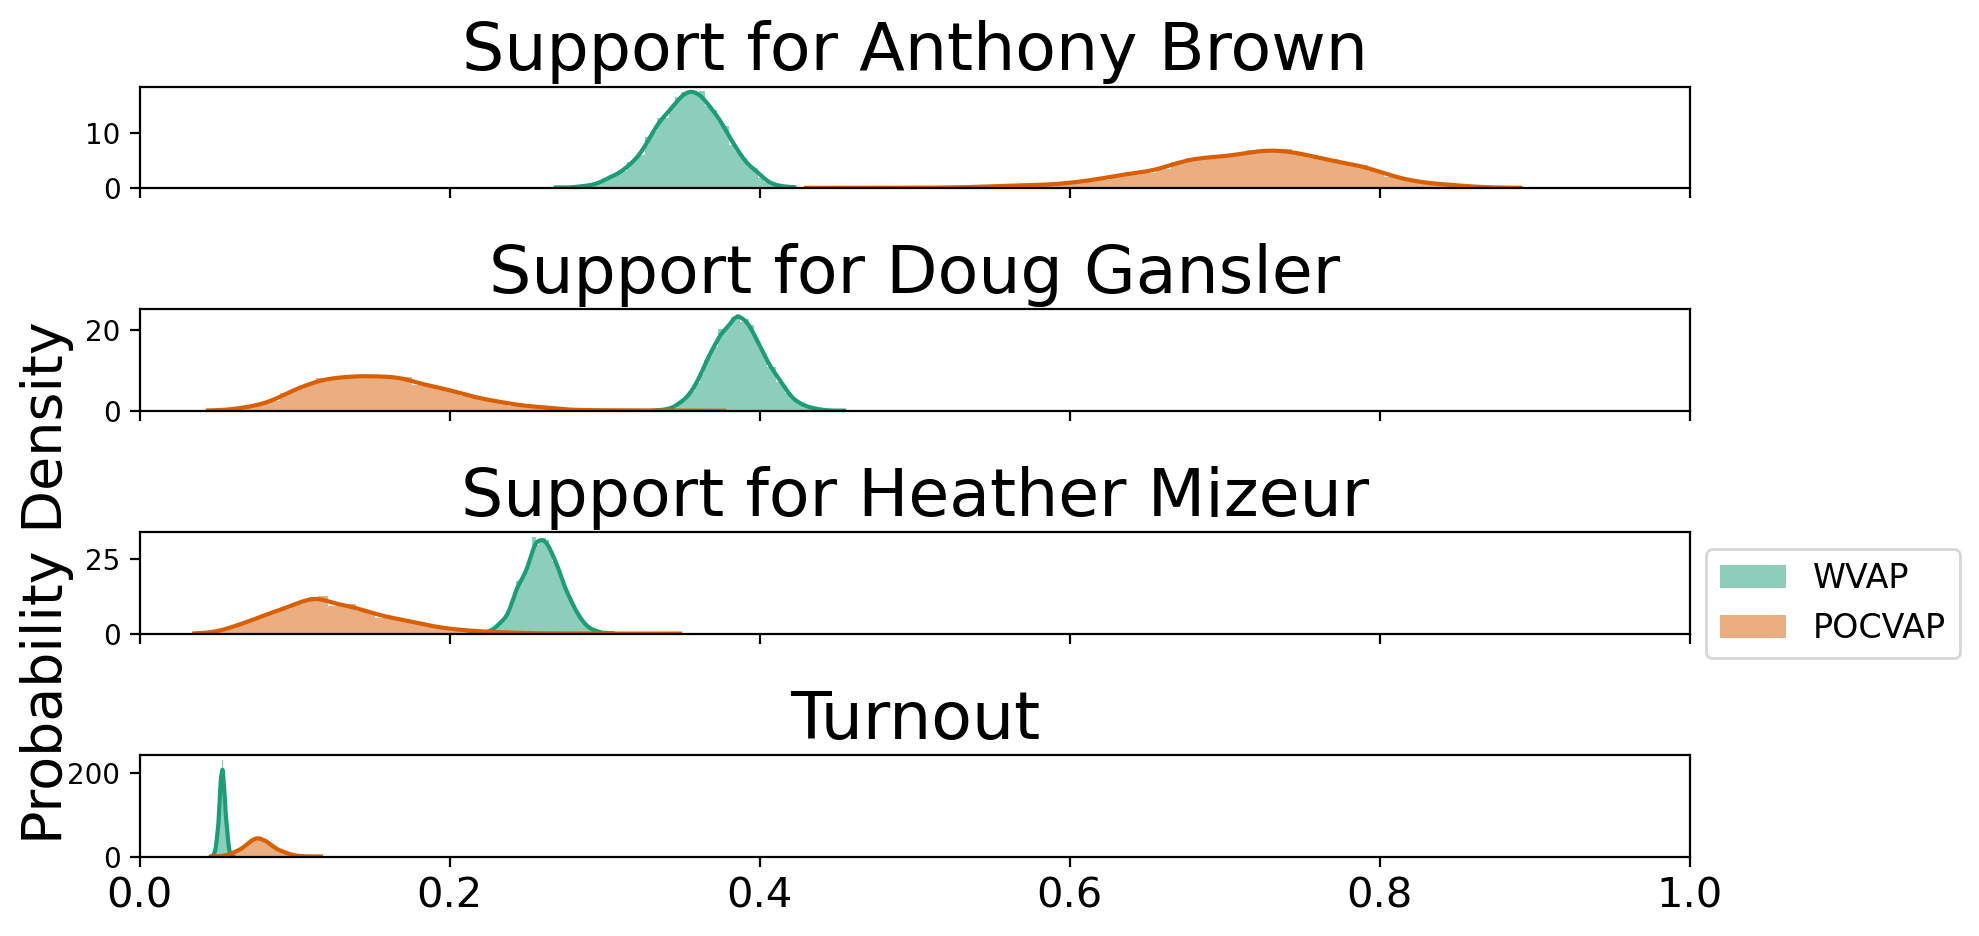 Support for Anthony Brown
10
0
Support for Doug Gansler
20
0
Support for Heather Mizeur
25
0
Turnout
200
0
0.0 0.2 0.4 0.6 0.8 1.0
Probability Density
WVAP
POCVAP